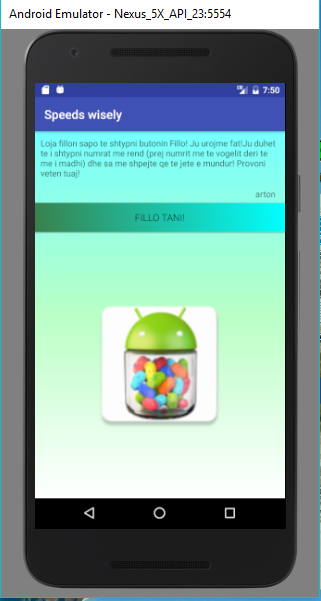 Android Emulator - Nexus_5X_API_23:5554
7:50
Speeds wisely
Loja fillon sapo te shtypni butonin Fillo! Ju urojme fat!Ju duhet
te i shtypni numrat me rend (prej numrit me te vogelit deri te
me i madhi) dhe sa me shpejte qe te jete e mundur! Provoni
veten tuaj!
arton
FILLO TANI!